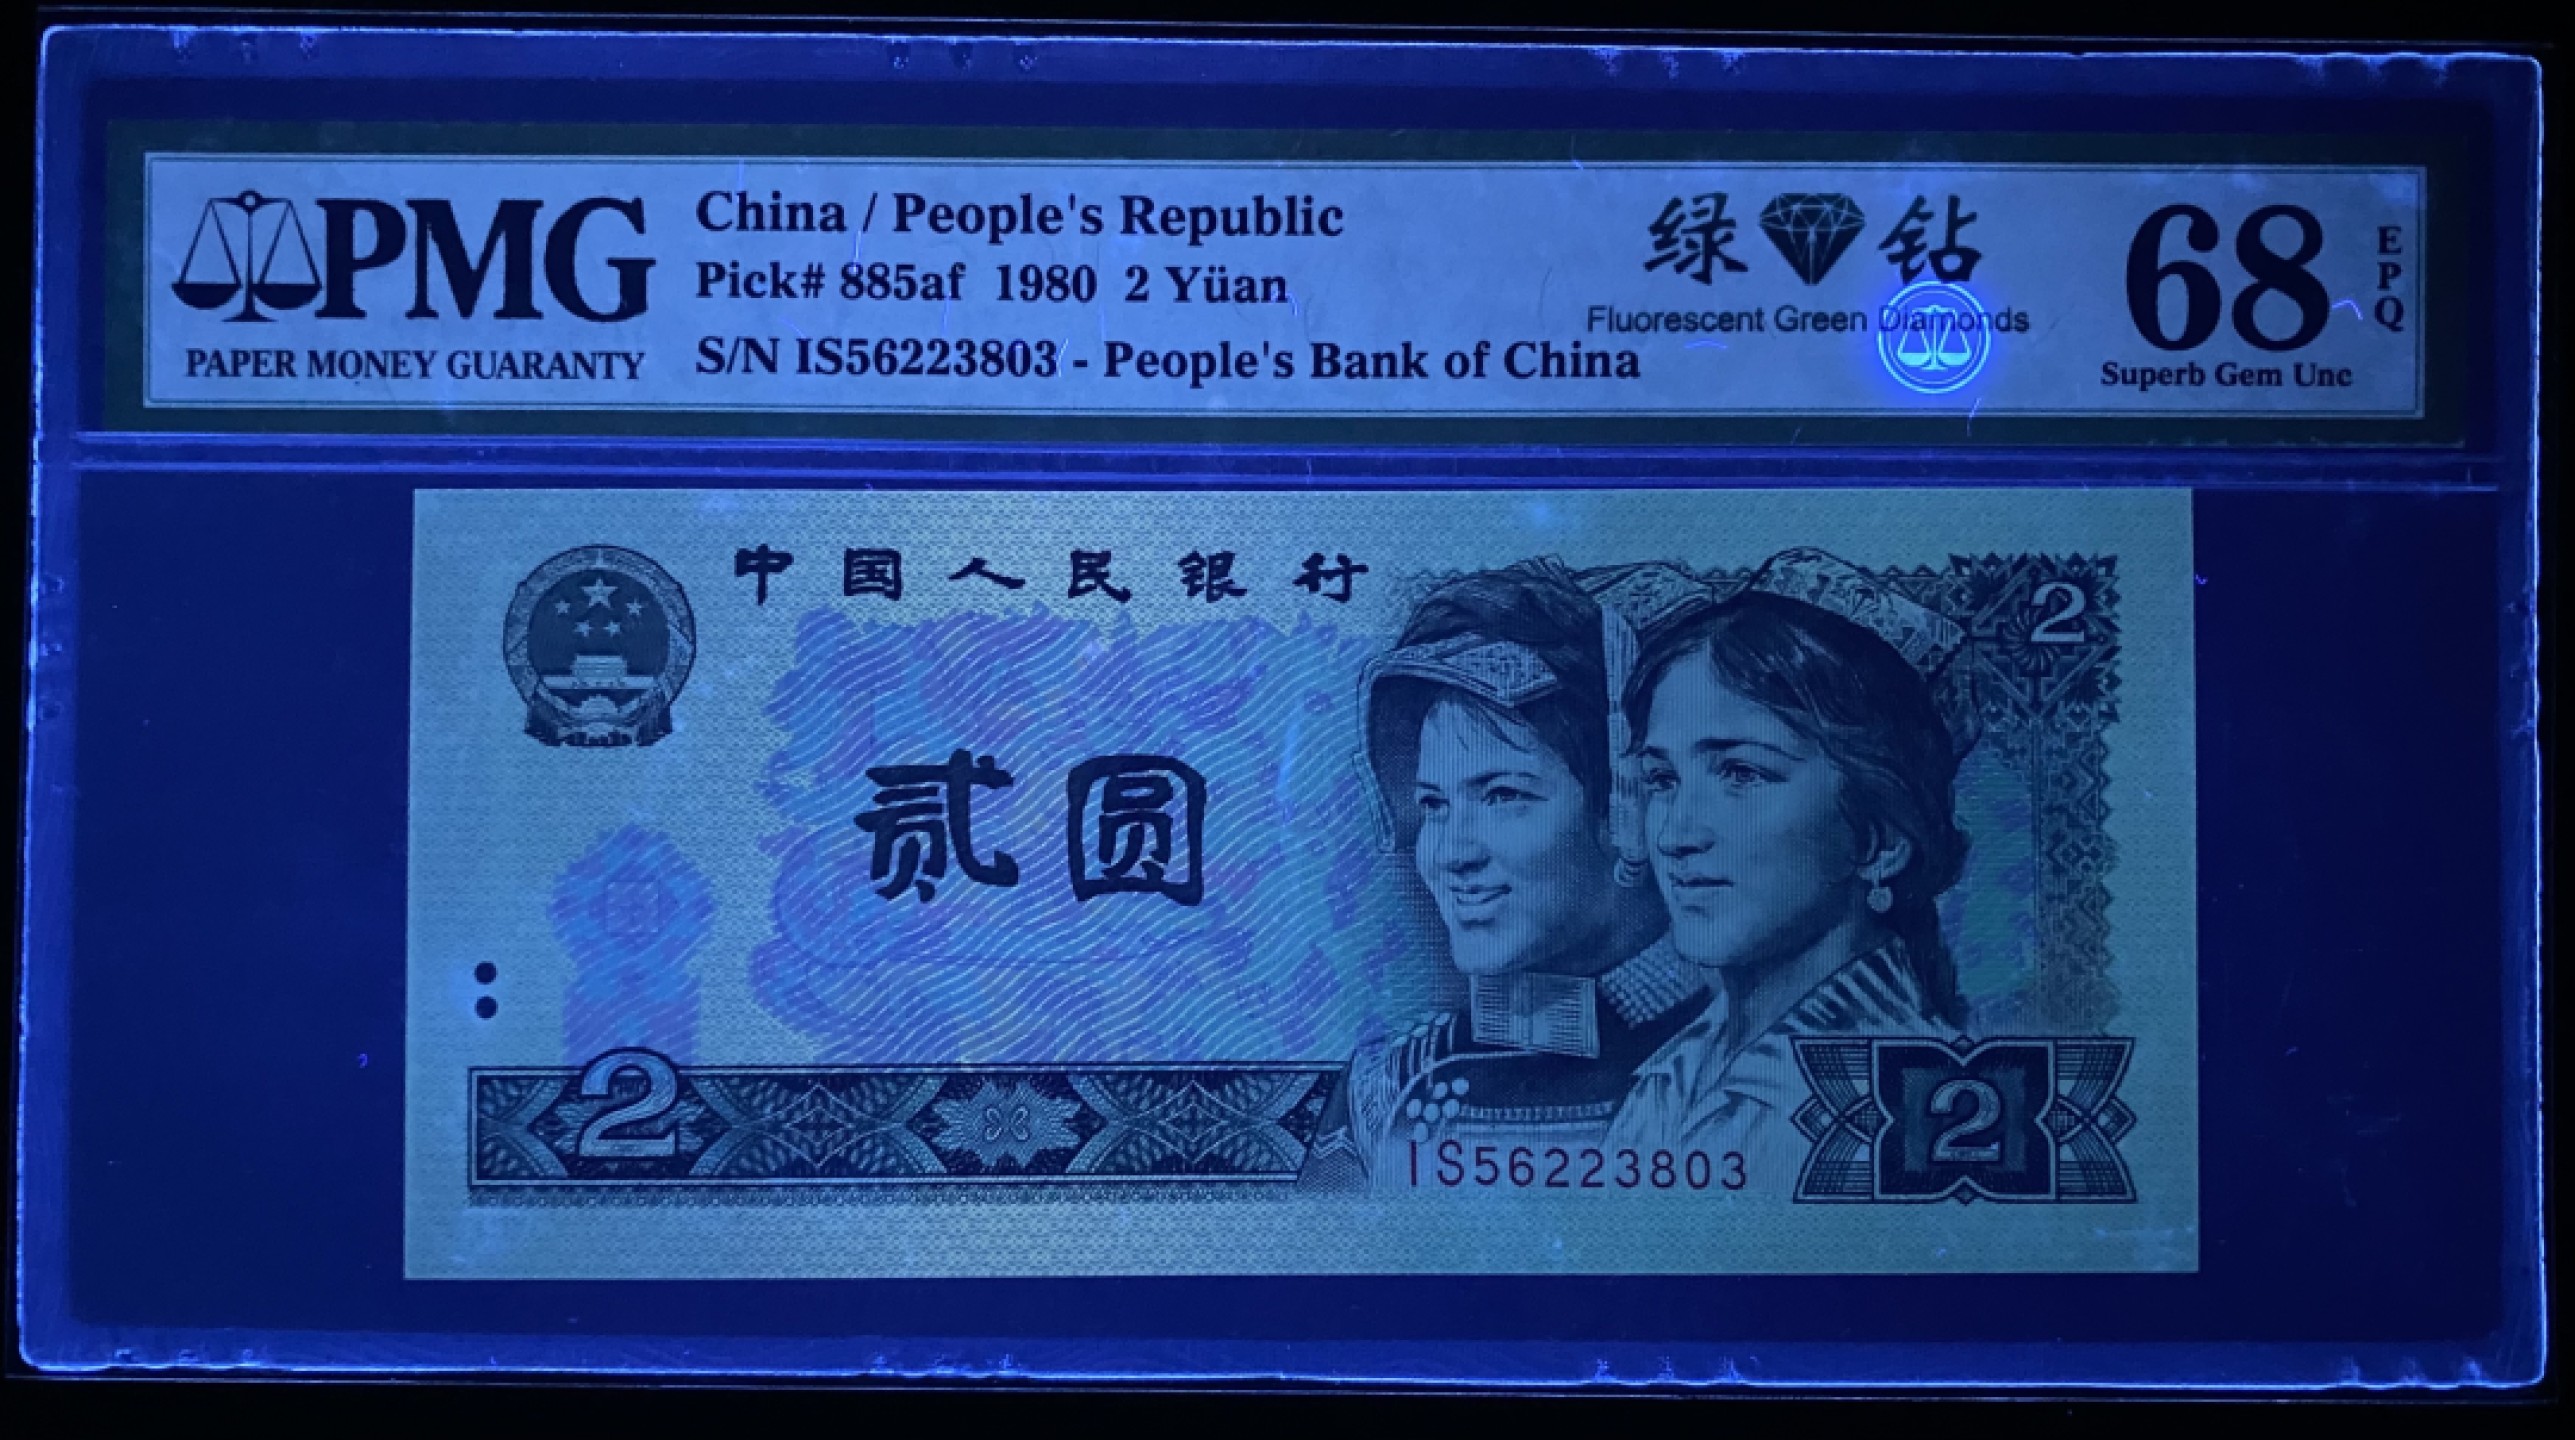 PMG
PAPER MONEY GUARANTY
China / People's Republic
Pick# 885af 1980 2 Yüan
S/N IS56223803 - People's Bank of China
绿钻
Fluorescent Green Diamonds
68
EPQ
Superb Gem Unc
中国人民银行
2
贰圆
2
IS56223803
2